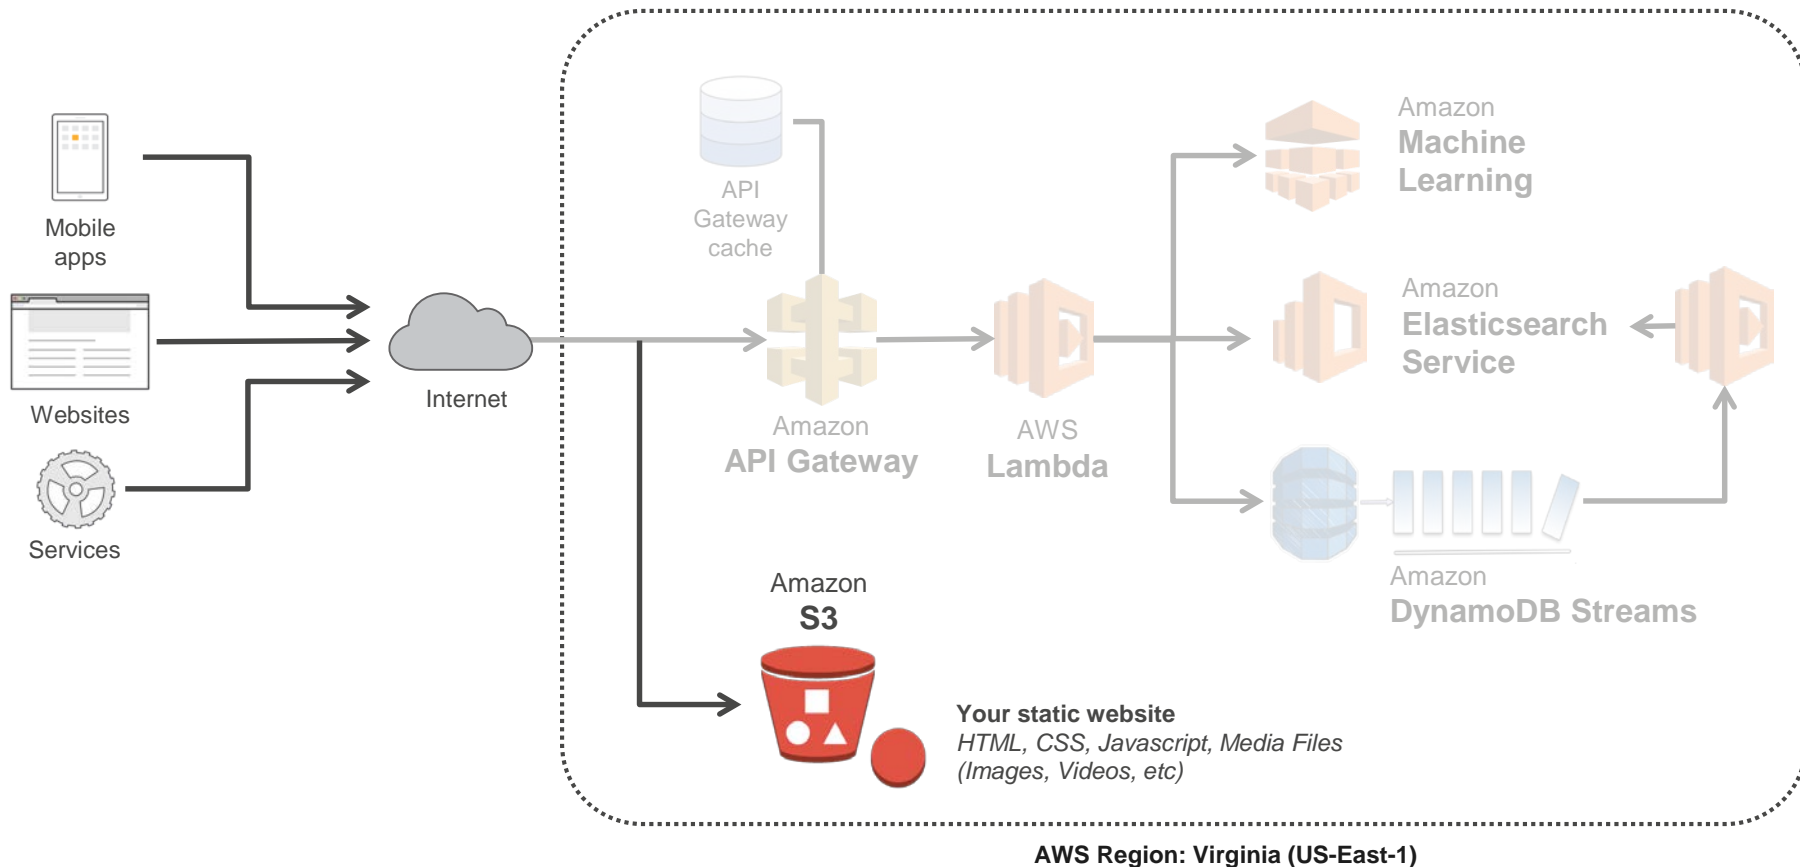 Mobile
apps
Websites
Services
Internet
API
Gateway
cache
Amazon
API Gateway
AWS
Lambda
Amazon
Machine
Learning
Amazon
Elasticsearch
Service
Amazon
DynamoDB Streams
Amazon
S3
Your static website
HTML, CSS, Javascript, Media Files
(Images, Videos, etc)
AWS Region: Virginia (US-East-1)